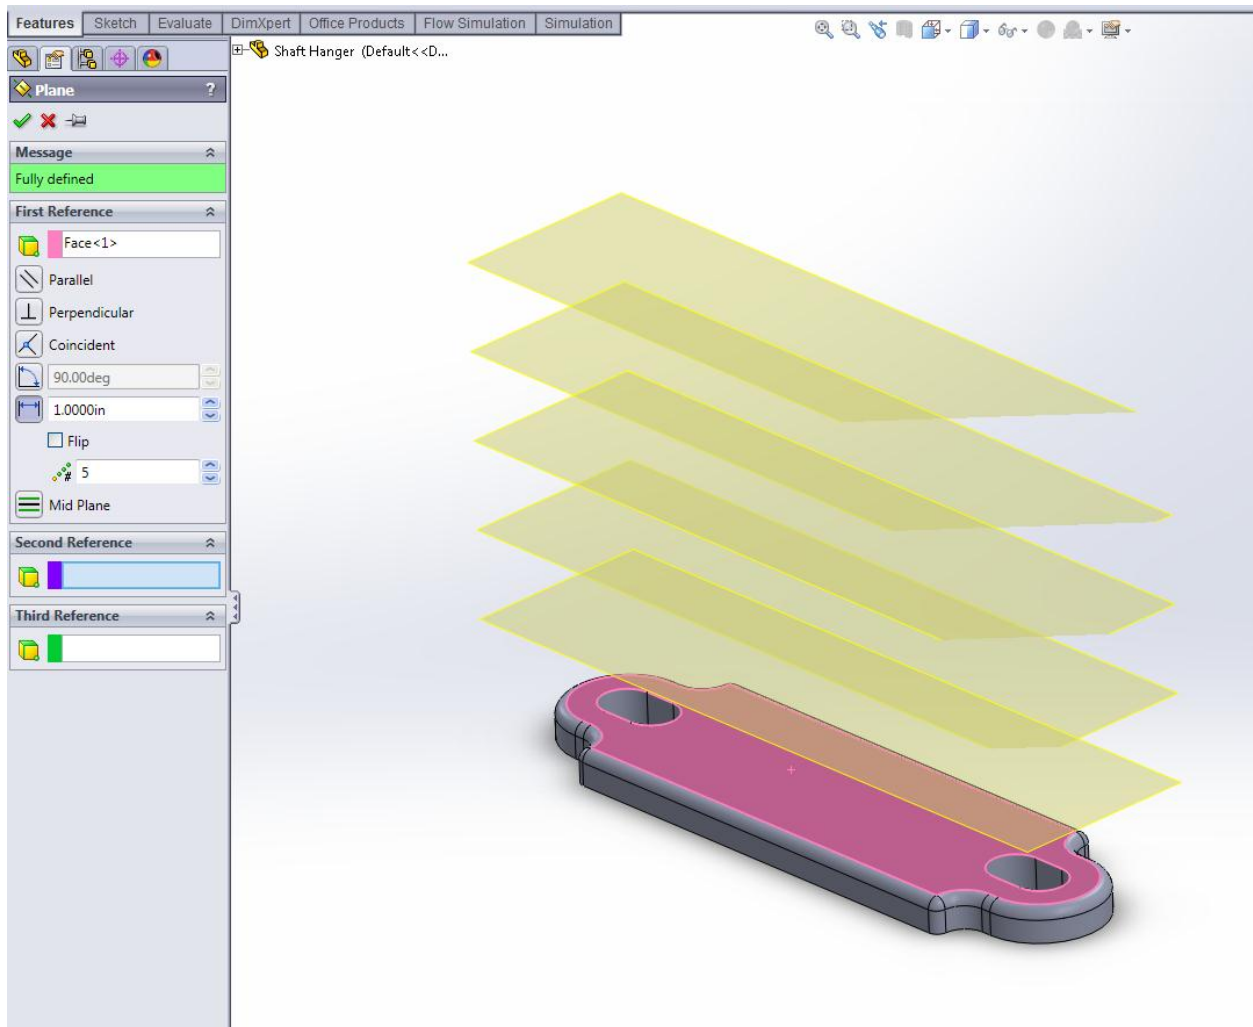 Features Sketch Evaluate DimXpert Office Products Flow Simulation Simulation
Shaft Hanger (Default<<D...
Plane ?
Message
Fully defined
First Reference
Face<1>
Parallel
Perpendicular
Coincident
90.00deg
1.0000in
Flip
# 5
Mid Plane
Second Reference
Third Reference